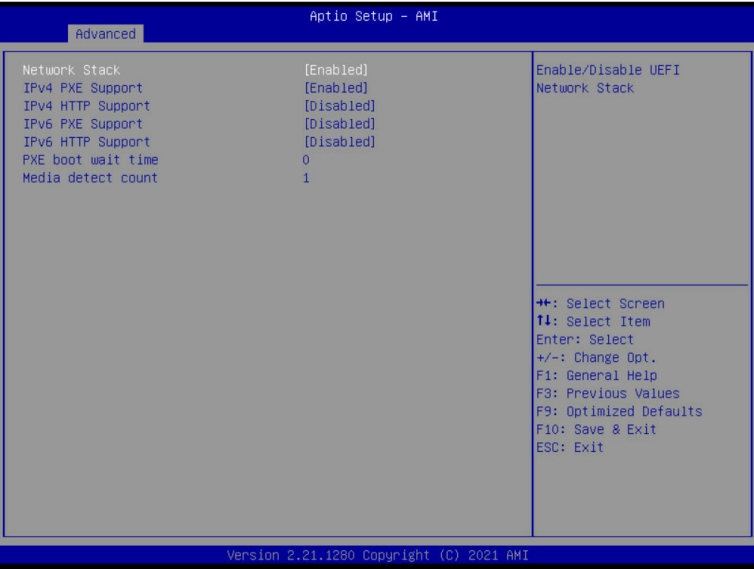 Aptio Setup – AMI
Advanced
Network Stack [Enabled]
IPv4 PXE Support [Enabled]
IPv4 HTTP Support [Disabled]
IPv6 PXE Support [Disabled]
IPv6 HTTP Support [Disabled]
PXE boot wait time 0
Media detect count 1
Enable/Disable UEFI
Network Stack
→←: Select Screen
↑↓: Select Item
Enter: Select
+/-: Change Opt.
F1: General Help
F3: Previous Values
F9: Optimized Defaults
F10: Save & Exit
ESC: Exit
Version 2.21.1280 Copyright (C) 2021 AMI